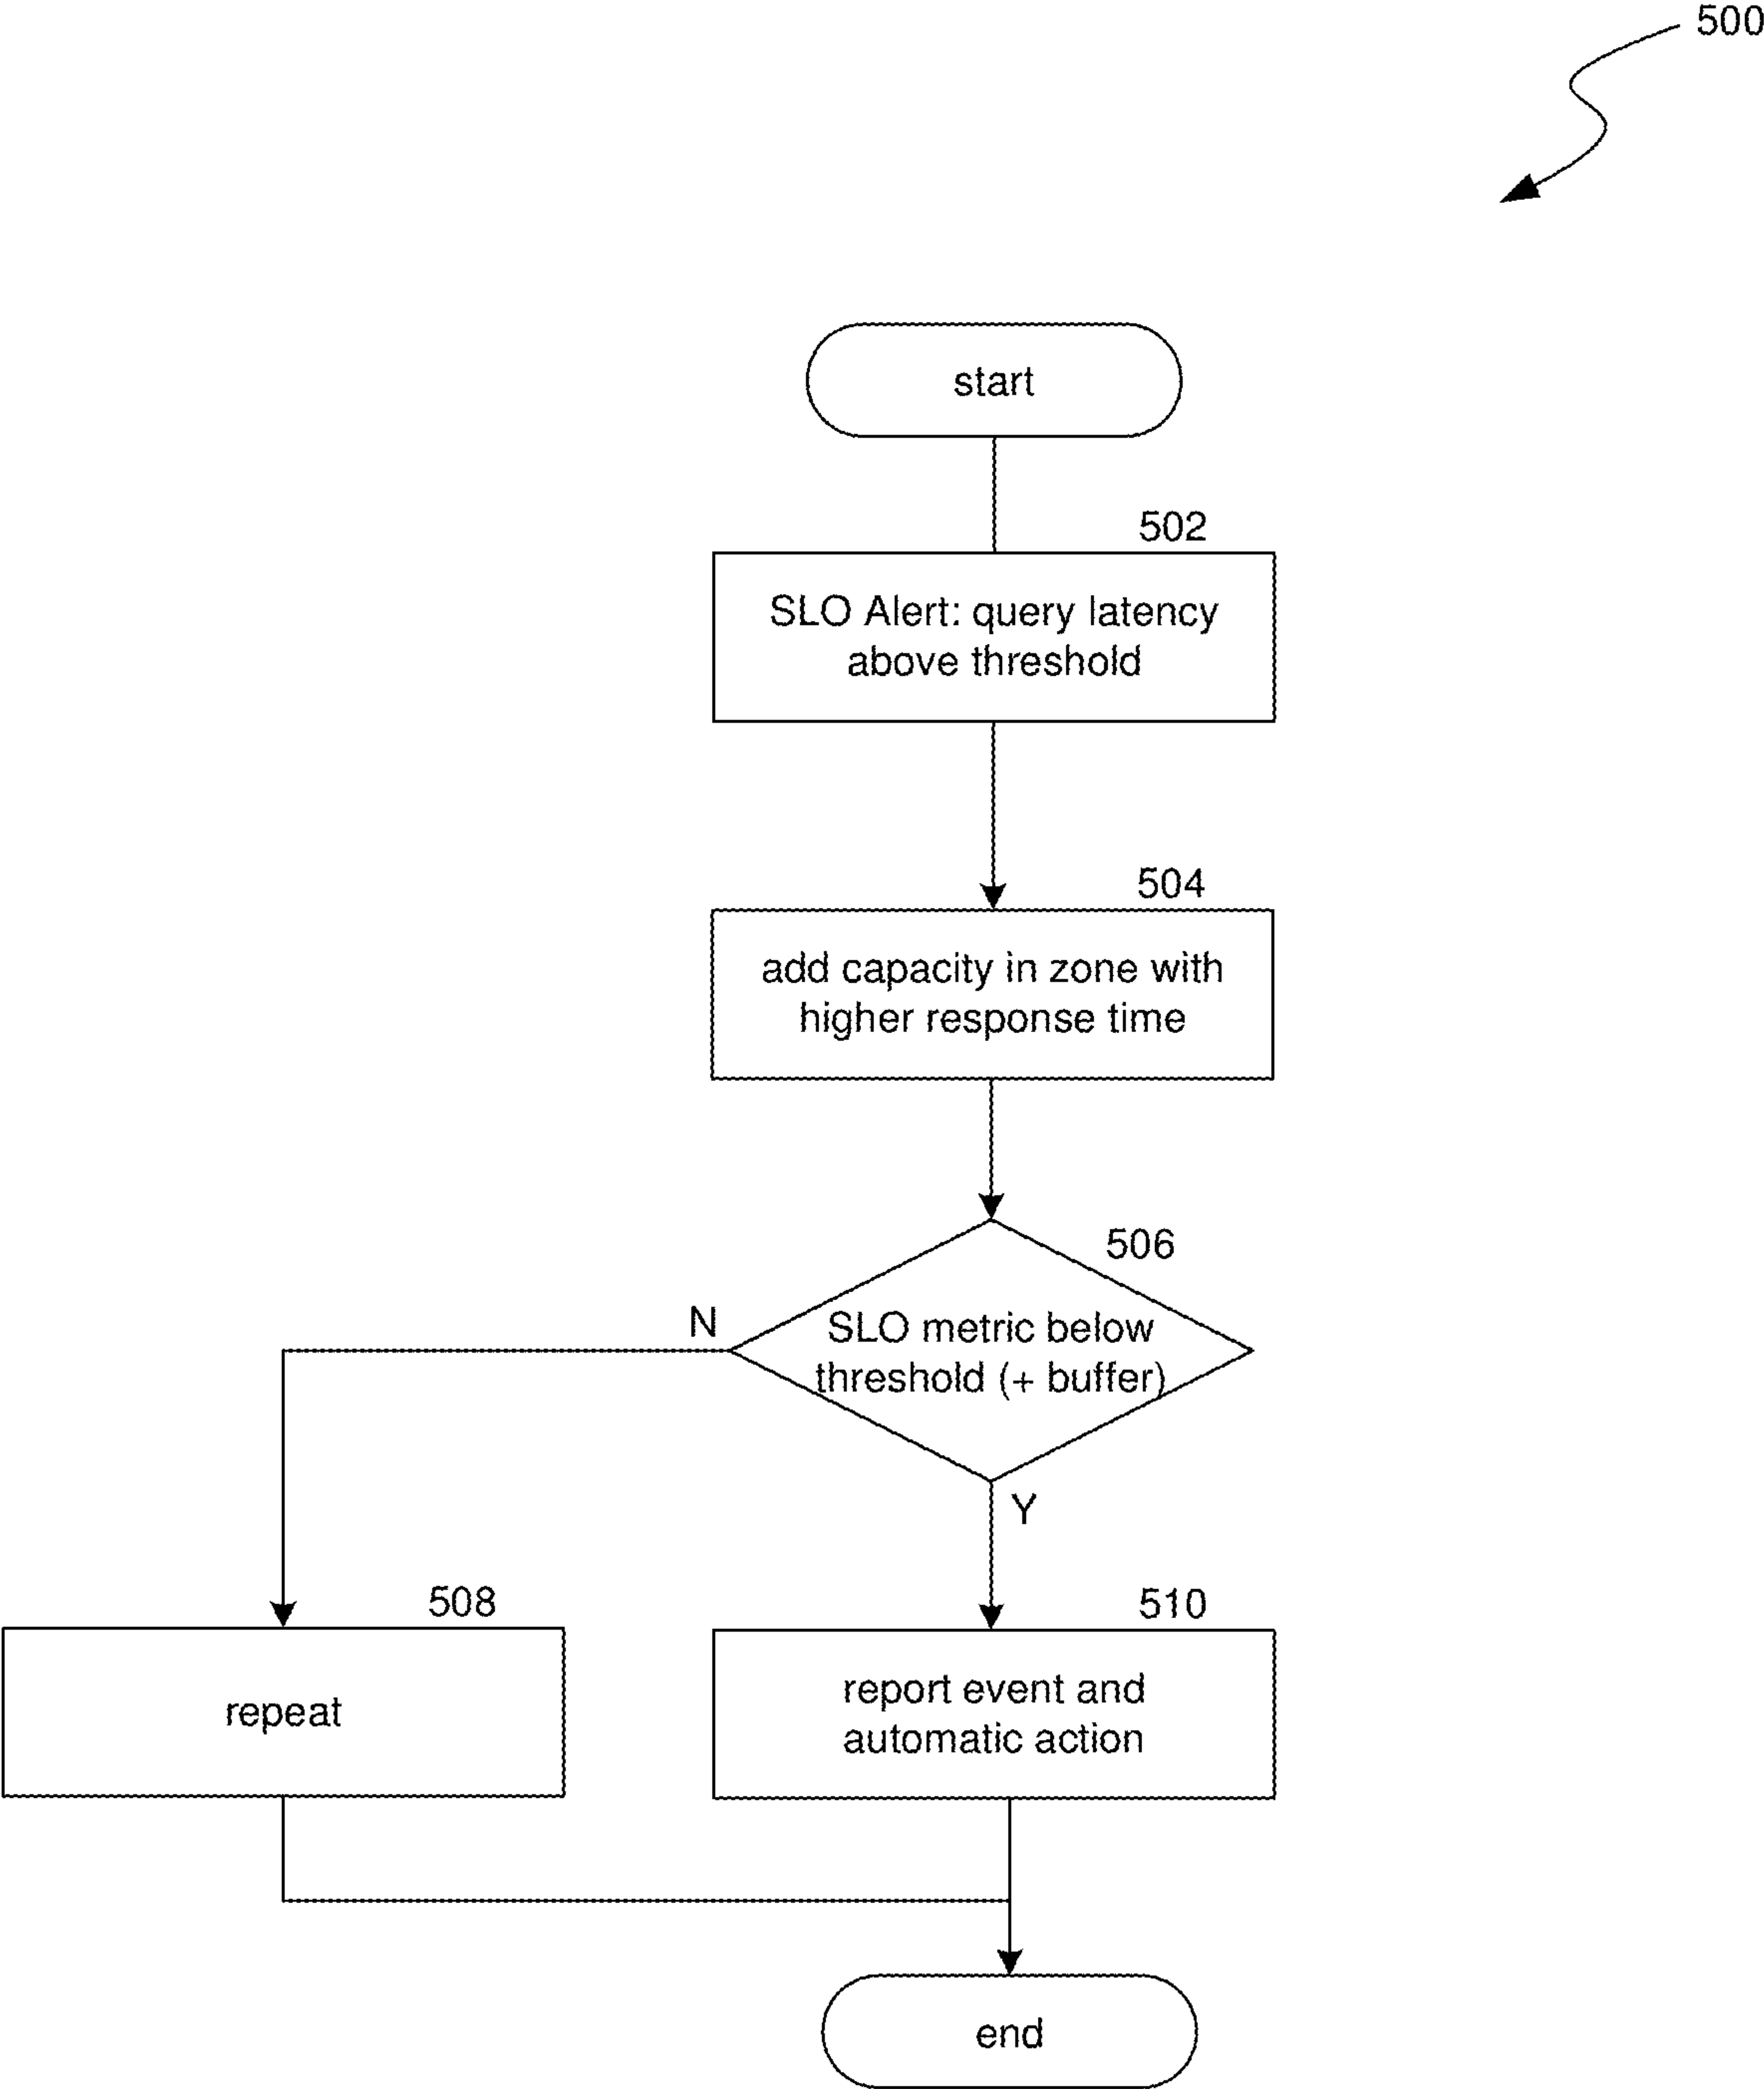 500
start
502
SLO Alert: query latency
above threshold
504
add capacity in zone with
higher response time
506
SLO metric below
threshold (+ buffer)
N
Y
508
repeat
510
report event and
automatic action
end